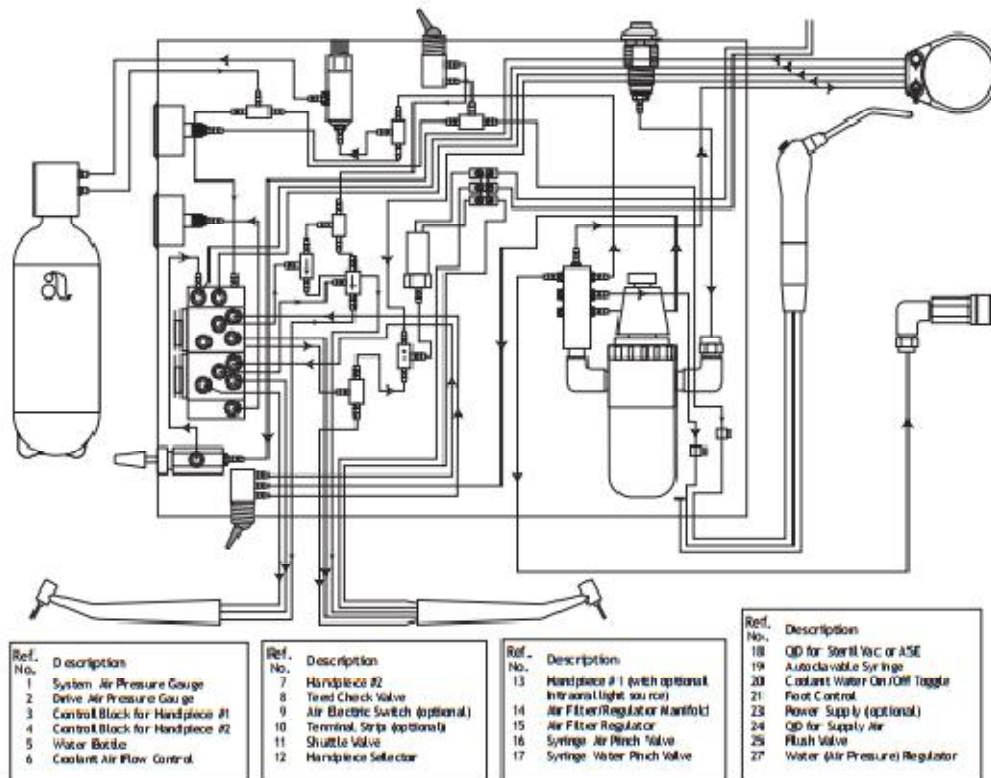 a
Ref. No. Description
1 System Air Pressure Gauge
2 Drive Air Pressure Gauge
3 Control Block for Handpiece #1
4 Control Block for Handpiece #2
5 Water Bottle
6 Coolant Air Flow Control
Ref. No. Description
7 Handpiece #2
8 Teed Check Valve
9 Air Electric Switch (optional)
10 Terminal Strip (optional)
11 Shuttle Valve
12 Handpiece Selector
Ref. No. Description
13 Handpiece #1 (with optional
Intraoral light source)
14 Air Filter/Regulator Manifold
15 Air Filter Regulator
16 Syringe Air Pinch Valve
17 Syringe Water Pinch Valve
Ref. No. Description
18 QD for Steril Vac or ASE
19 Autoclavable Syringe
20 Coolant Water On/Off Toggle
21 Foot Control
23 Power Supply (optional)
24 QD for Supply Air
25 Flush Valve
27 Water (Air Pressure) Regulator